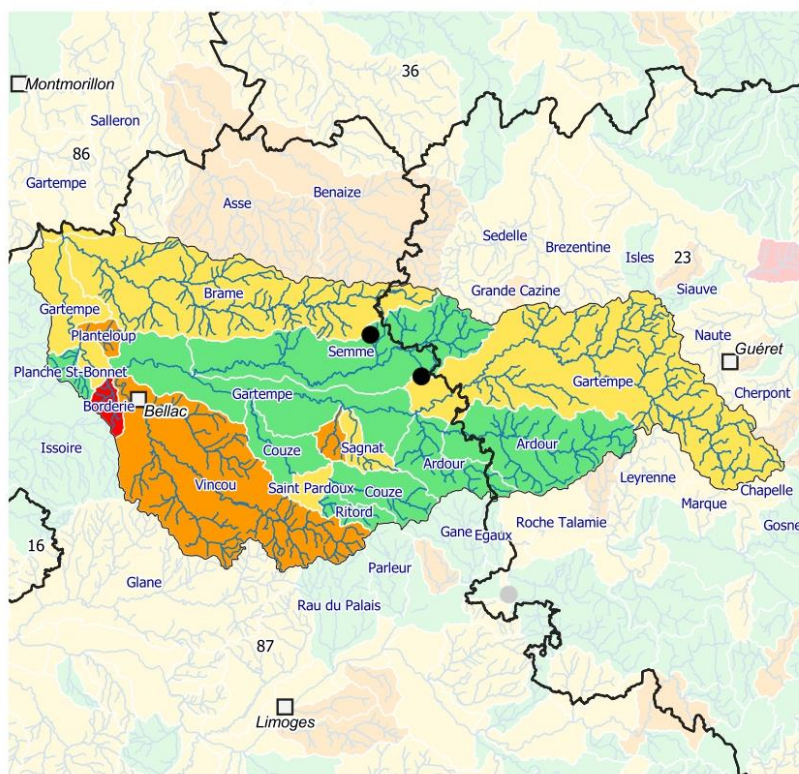 36
Montmorillon
Salleron
86
Gartempe
Benaize
Asse
Sedelle
Brezentine
Isles
23
Siauve
Grande Cazine
Brame
Gartempe
Planteloup
Semme
Naute
Guéret
Planche St-Bonnet
Gartempe
Gartempe
Cherpont
Borderie
Bellac
Issoire
Couze
Sagnat
Ardour
Ardour
Leyrenne
Vincou
Saint Pardoux
Couze
Chapelle
Marque
Ritord
Roche Talamie
Gosne
Gane
Egaux
16
Glane
Parleur
Rau du Palais
87
Limoges